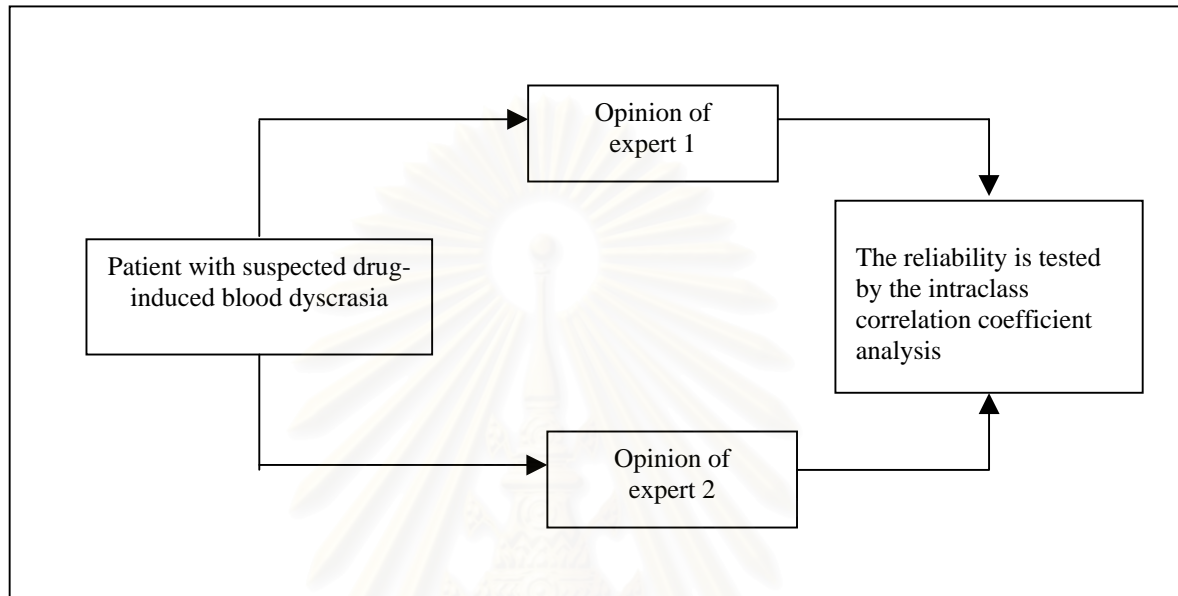 Opinion of
expert 1
Patient with suspected drug-
induced blood dyscrasia
The reliability is tested
by the intraclass
correlation coefficient
analysis
Opinion of
expert 2